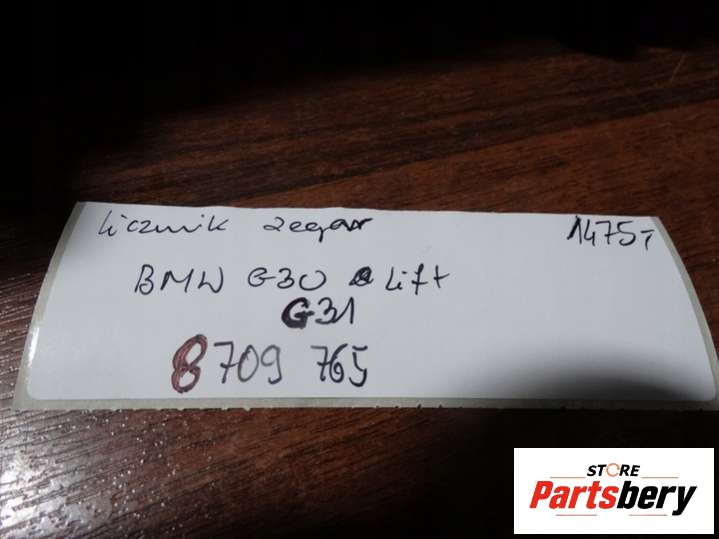 licznik zegar 1475,-
BMW G30 Lift
G31
8709 765
STORE
Partsbery